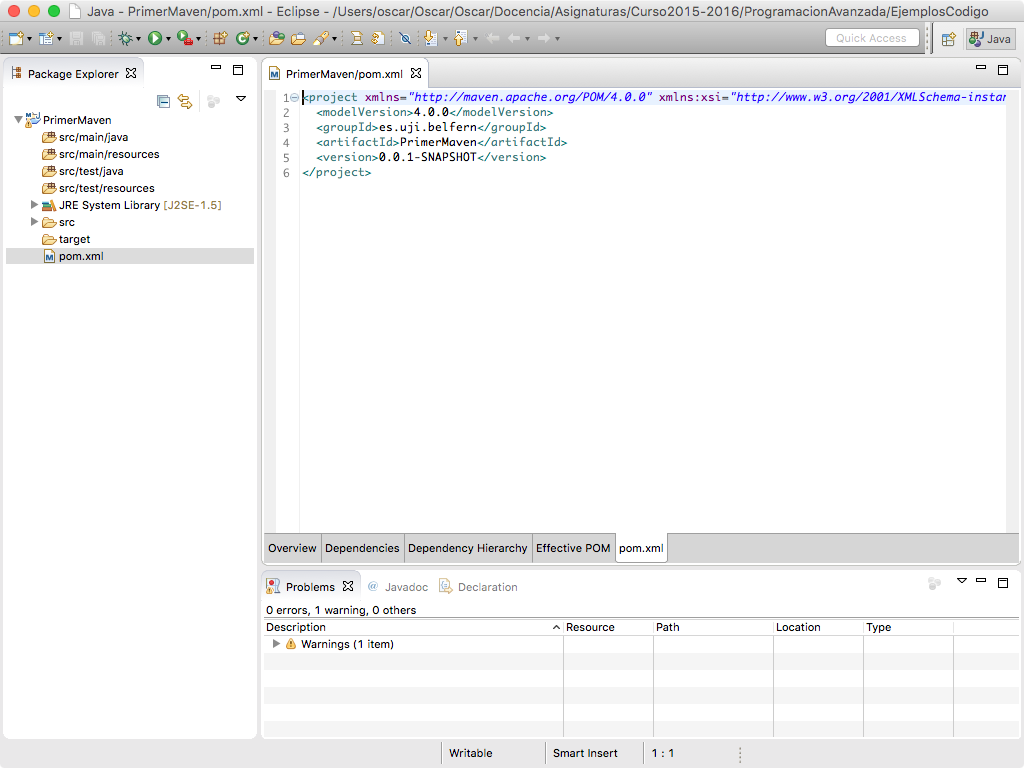 Java - PrimerMaven/pom.xml - Eclipse - /Users/oscar/Oscar/Oscar/Docencia/Asignaturas/Curso2015-2016/ProgramacionAvanzada/EjemplosCodigo
Quick Access
Java
Package Explorer
PrimerMaven
src/main/java
src/main/resources
src/test/java
src/test/resources
JRE System Library [J2SE-1.5]
src
target
pom.xml
PrimerMaven/pom.xml
1 <project xmlns="http://maven.apache.org/POM/4.0.0" xmlns:xsi="http://www.w3.org/2001/XMLSchema-instan
2 <modelVersion>4.0.0</modelVersion>
3 <groupId>es.uji.belfern</groupId>
4 <artifactId>PrimerMaven</artifactId>
5 <version>0.0.1-SNAPSHOT</version>
6 </project>
Overview Dependencies Dependency Hierarchy Effective POM pom.xml
Problems @ Javadoc Declaration
0 errors, 1 warning, 0 others
Description Resource Path Location Type
Warnings (1 item)
Writable Smart Insert 1 : 1